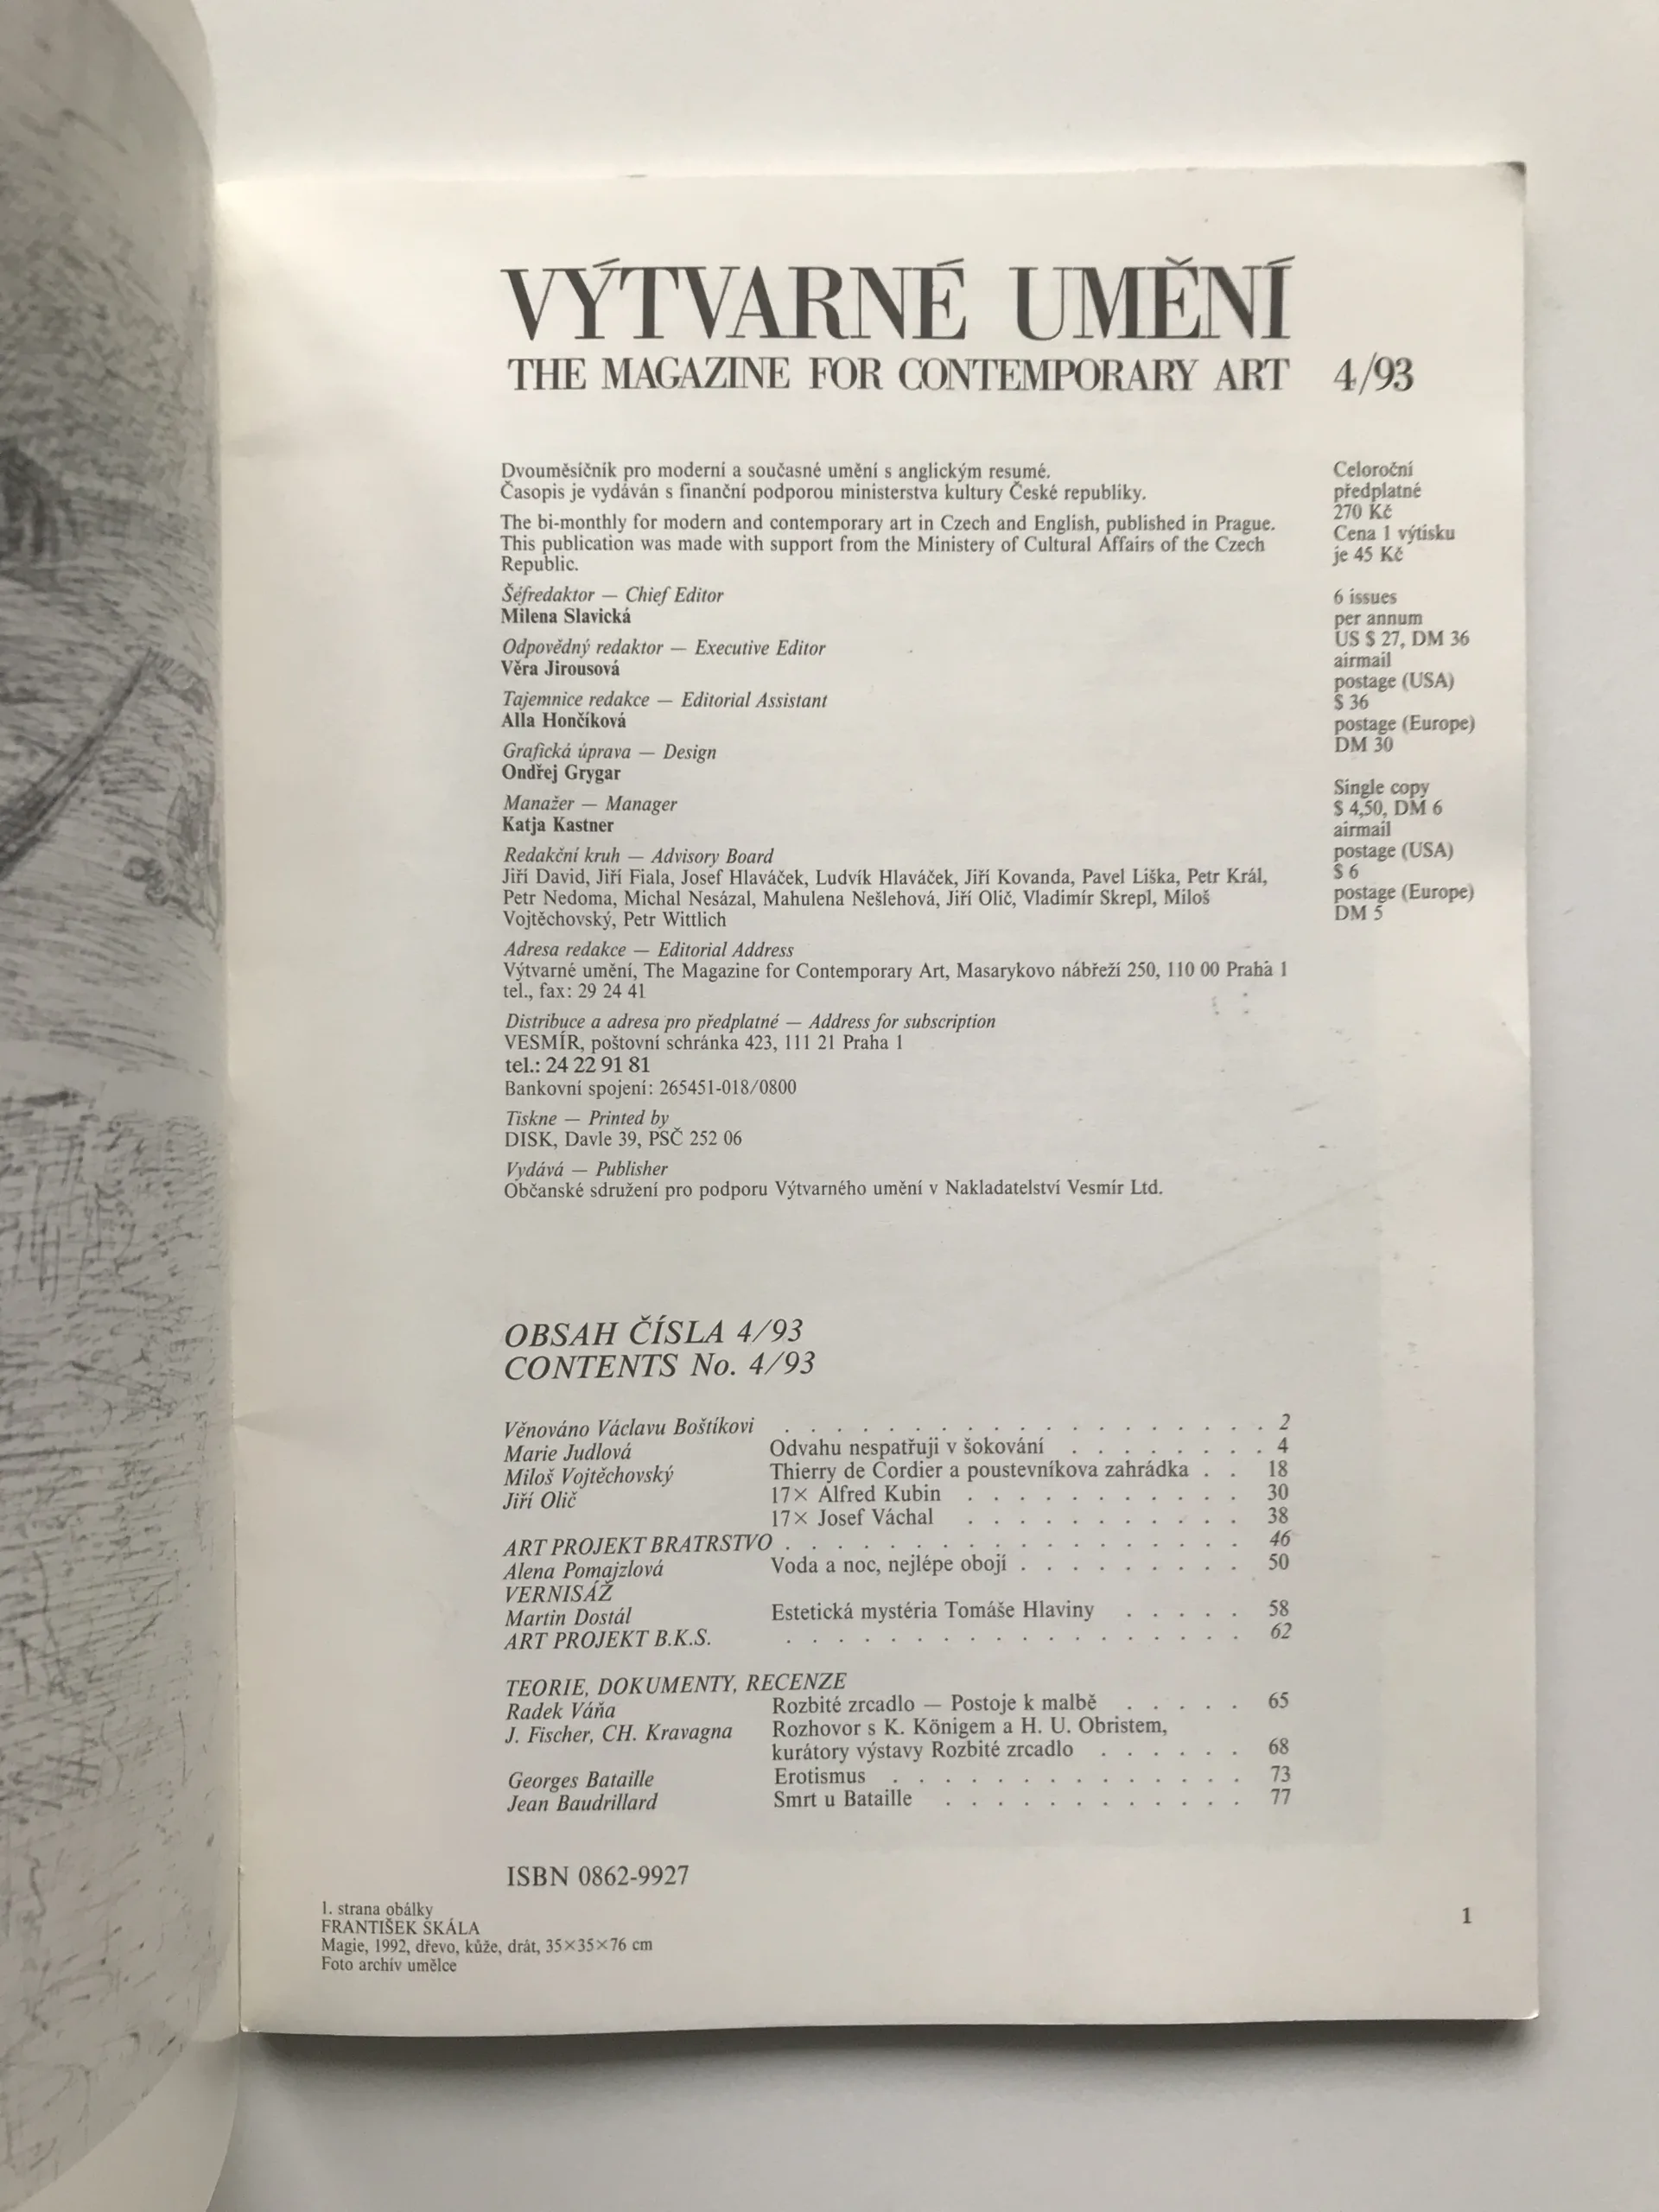 VÝTVARNÉ UMĚNÍ
THE MAGAZINE FOR CONTEMPORARY ART 4/93
Dvouměsíčník pro moderní a současné umění s anglickým resumé.
Časopis je vydáván s finanční podporou ministerstva kultury České republiky.
The bi-monthly for modern and contemporary art in Czech and English, published in Prague.
This publication was made with support from the Ministery of Cultural Affairs of the Czech
Republic.
Šéfredaktor — Chief Editor
Milena Slavická
Odpovědný redaktor — Executive Editor
Věra Jirousová
Tajemnice redakce — Editorial Assistant
Alla Hončíková
Grafická úprava — Design
Ondřej Grygar
Manažer — Manager
Katja Kastner
Redakční kruh — Advisory Board
Jiří David, Jiří Fiala, Josef Hlaváček, Ludvík Hlaváček, Jiří Kovanda, Pavel Liška, Petr Král,
Petr Nedoma, Michal Nesázal, Mahulena Nešlehová, Jiří Olič, Vladimír Skrepl, Miloš
Vojtěchovský, Petr Wittlich
Adresa redakce — Editorial Address
Výtvarné umění, The Magazine for Contemporary Art, Masarykovo nábřeží 250, 110 00 Praha 1
tel., fax: 29 24 41
Distribuce a adresa pro předplatné — Address for subscription
VESMÍR, poštovní schránka 423, 111 21 Praha 1
tel.: 24 22 91 81
Bankovní spojení: 265451-018/0800
Tiskne — Printed by
DISK, Davle 39, PSČ 252 06
Vydává — Publisher
Občanské sdružení pro podporu Výtvarného umění v Nakladatelství Vesmír Ltd.
Celoroční
předplatné
270 Kč
Cena 1 výtisku
je 45 Kč
6 issues
per annum
US $ 27, DM 36
airmail
postage (USA)
$ 36
postage (Europe)
DM 30
Single copy
$ 4,50, DM 6
airmail
postage (USA)
$ 6
postage (Europe)
DM 5
OBSAH ČÍSLA 4/93
CONTENTS No. 4/93
Věnováno Václavu Boštíkovi . . . . . . . . . . . . . . . . . . . 2
Marie Judlová Odvahu nespatřuji v šokování . . . . . . . . 4
Miloš Vojtěchovský Thierry de Cordier a poustevníkova zahrádka . . 18
Jiří Olič 17× Alfred Kubin . . . . . . . . . . . 30
17× Josef Váchal . . . . . . . . . . . 38
ART PROJEKT BRATRSTVO . . . . . . . . . . . . . . . . . . 46
Alena Pomajzlová Voda a noc, nejlépe obojí . . . . . . . . . 50
VERNISÁŽ
Martin Dostál Estetická mystéria Tomáše Hlaviny . . . . . 58
ART PROJEKT B.K.S. . . . . . . . . . . . . . . . . . . 62
TEORIE, DOKUMENTY, RECENZE
Radek Váňa Rozbité zrcadlo — Postoje k malbě . . . . . 65
J. Fischer, CH. Kravagna Rozhovor s K. Königem a H. U. Obristem,
kurátory výstavy Rozbité zrcadlo . . . . . . 68
Georges Bataille Erotismus . . . . . . . . . . . . . . 73
Jean Baudrillard Smrt u Bataille . . . . . . . . . . . . 77
ISBN 0862-9927
1. strana obálky
FRANTIŠEK SKÁLA
Magie, 1992, dřevo, kůže, drát, 35×35×76 cm
Foto archív umělce
1